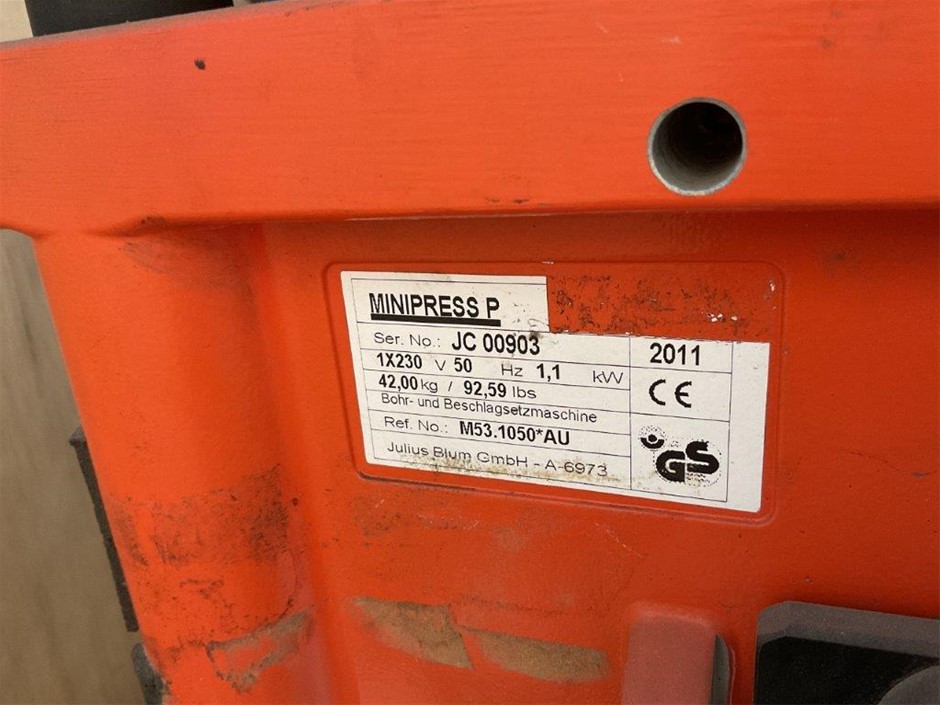 MINIPRESS P
Ser. No.: JC 00903
2011
1X230 V 50 Hz 1,1 kW
42,00 kg / 92,59 lbs
CE
Bohr- und Beschlagsetzmaschine
Ref. No.: M53.1050*AU
GS
Julius Blum GmbH - A-6973